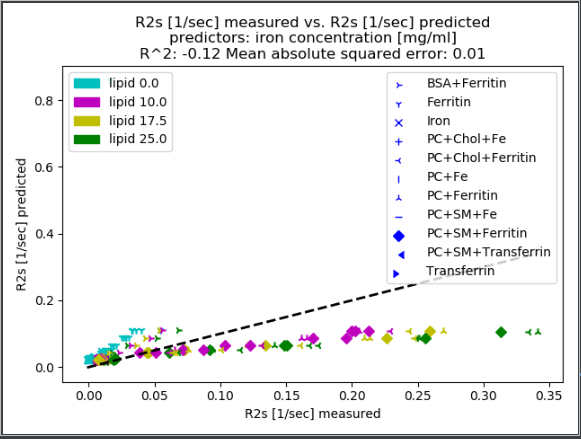 R2s [1/sec] measured vs. R2s [1/sec] predicted
predictors: iron concentration [mg/ml]
R^2: -0.12 Mean absolute squared error: 0.01
lipid 0.0
lipid 10.0
lipid 17.5
lipid 25.0
BSA+Ferritin
Ferritin
Iron
PC+Chol+Fe
PC+Chol+Ferritin
PC+Fe
PC+Ferritin
PC+SM+Fe
PC+SM+Ferritin
PC+SM+Transferrin
Transferrin
R2s [1/sec] predicted
0.8
0.6
0.4
0.2
0.0
0.00 0.05 0.10 0.15 0.20 0.25 0.30 0.35
R2s [1/sec] measured